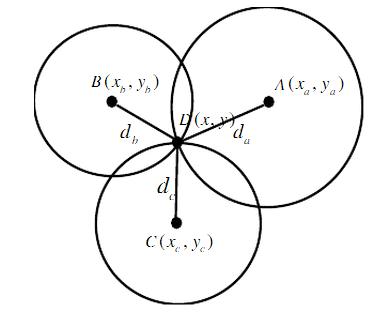 B(x_b, y_b)
A(x_a, y_a)
D(x, y)
d_b
d_a
d_c
C(x_c, y_c)